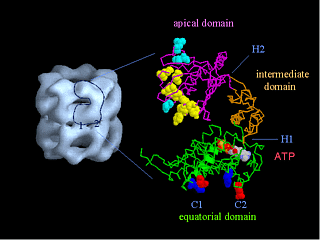 apical domain
H2
intermediate
domain
H1
ATP
C1 C2
equatorial domain